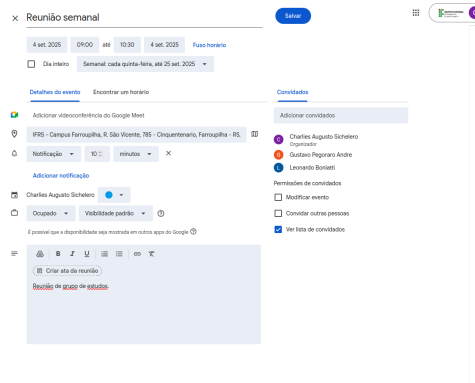 Reunião semanal
Salvar
4 set. 2025 09:00 até 10:30 4 set. 2025 Fuso horário
Dia inteiro Semanal: cada quinta-feira, até 25 set. 2025
Detalhes do evento Encontrar um horário
Convidados
Adicionar videoconferência do Google Meet
Adicionar convidados
IFRS - Campus Farroupilha, R. São Vicente, 785 - Cinquentenario, Farroupilha - RS,
Charlies Augusto Sichelero
Organizador
Notificação 10 minutos
Gustavo Pegoraro Andre
Leonardo Boniatti
Adicionar notificação
Permissões de convidados
Charlies Augusto Sichelero
Modificar evento
Ocupado Visibilidade padrão
Convidar outras pessoas
É possível que a disponibilidade seja mostrada em outros apps do Google
Ver lista de convidados
B I U
Criar ata da reunião
Reunião de grupo de estudos.